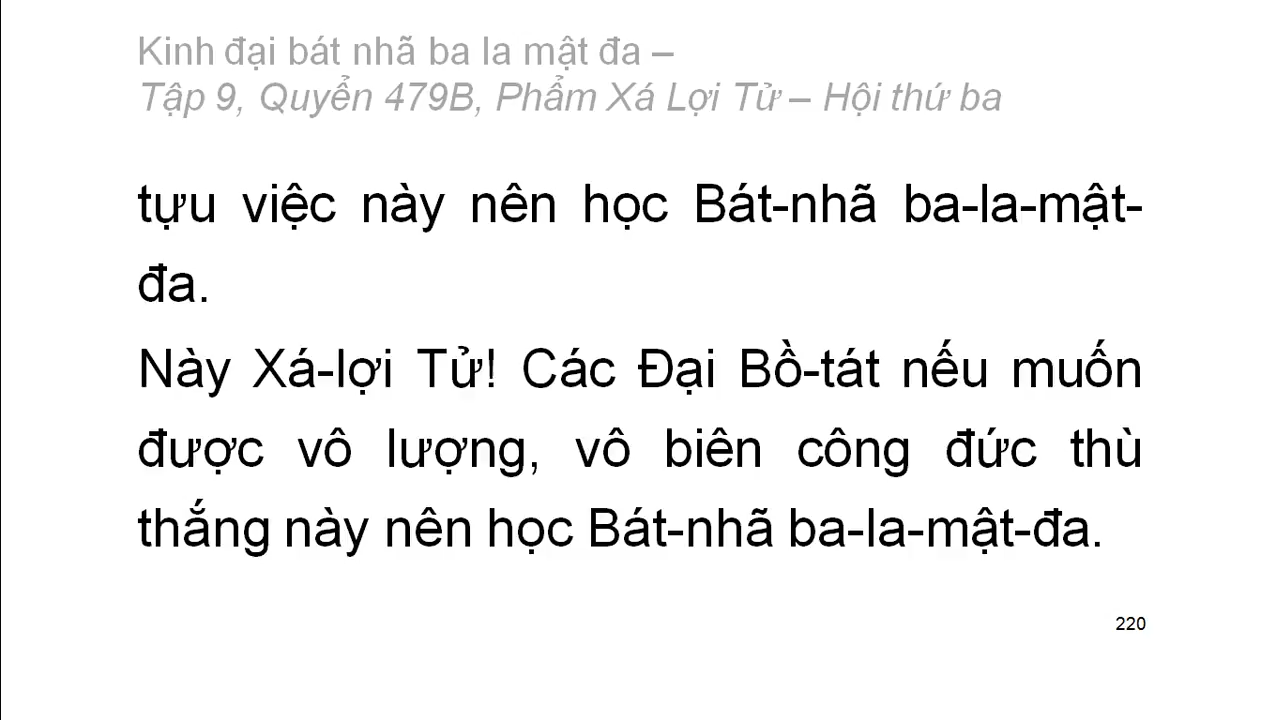 Kinh đại bát nhã ba la mật đa –
Tập 9, Quyển 479B, Phẩm Xá Lợi Tử – Hội thứ ba
tựu việc này nên học Bát-nhã ba-la-mật-
đa.
Này Xá-lợi Tử! Các Đại Bồ-tát nếu muốn
được vô lượng, vô biên công đức thù
thắng này nên học Bát-nhã ba-la-mật-đa.
220